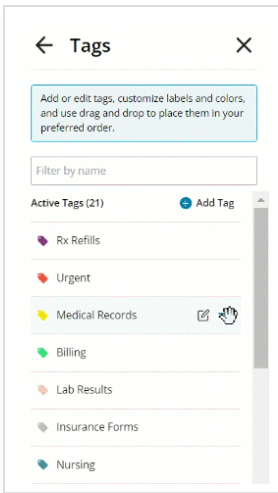 Tags
Add or edit tags, customize labels and colors,
and use drag and drop to place them in your
preferred order.
Filter by name
Active Tags (21) Add Tag
Rx Refills
Urgent
Medical Records
Billing
Lab Results
Insurance Forms
Nursing